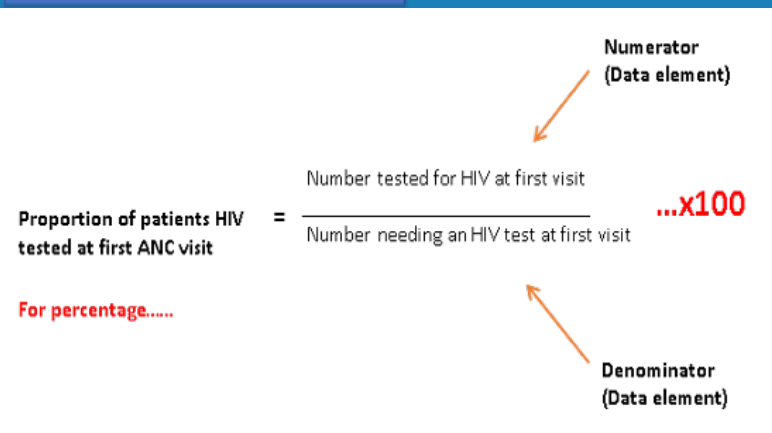 Numerator
(Data element)
Number tested for HIV at first visit
...x100
Proportion of patients HIV
=
tested at first ANC visit
Number needing an HIV test at first visit
For percentage......
Denominator
(Data element)